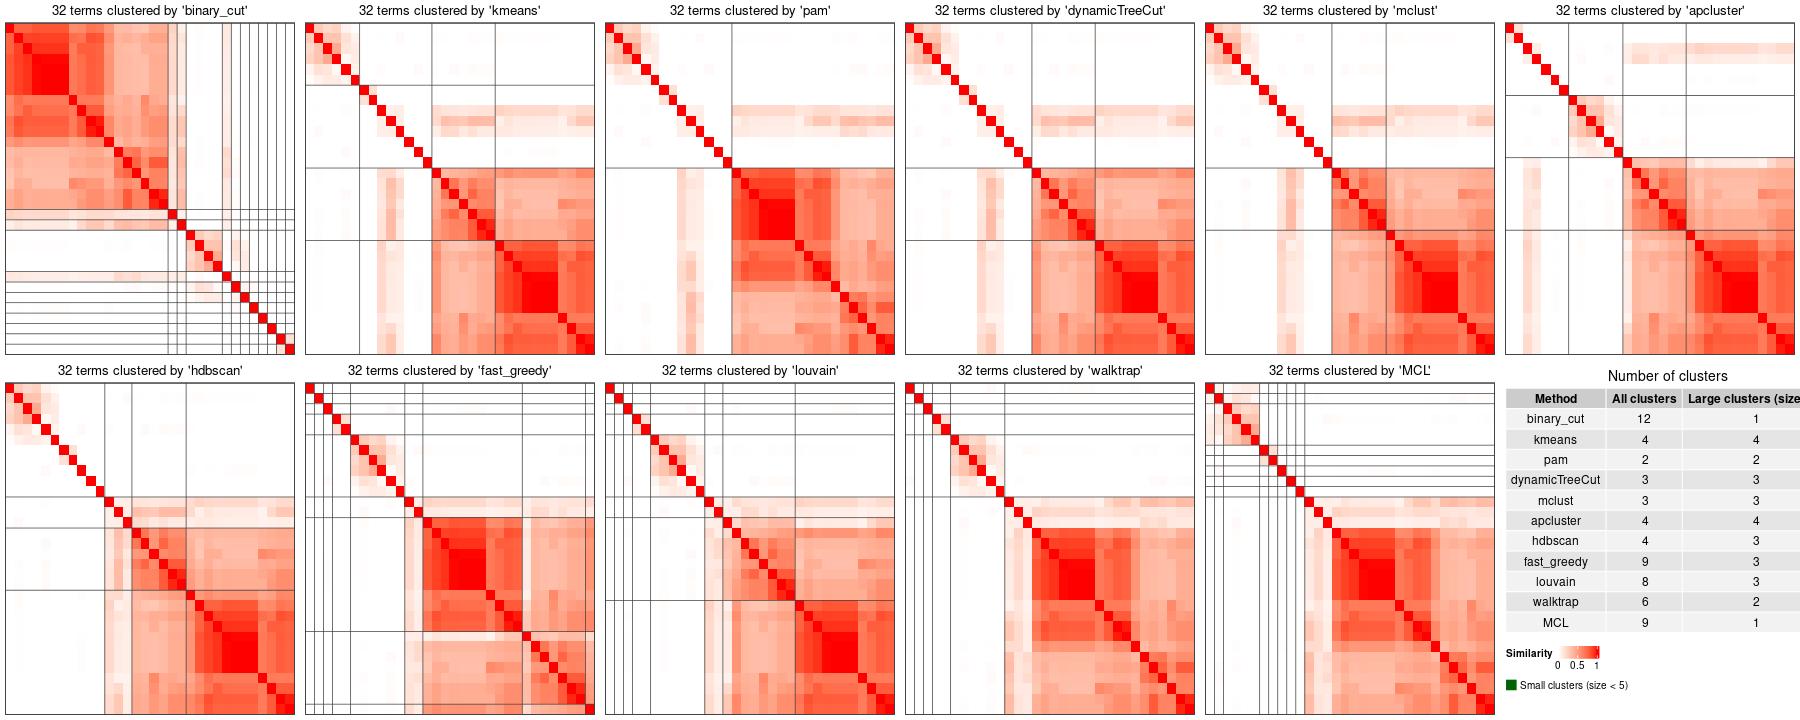 32 terms clustered by 'binary_cut'
32 terms clustered by 'kmeans'
32 terms clustered by 'pam'
32 terms clustered by 'dynamicTreeCut'
32 terms clustered by 'mclust'
32 terms clustered by 'apcluster'
32 terms clustered by 'hdbscan'
32 terms clustered by 'fast_greedy'
32 terms clustered by 'louvain'
32 terms clustered by 'walktrap'
32 terms clustered by 'MCL'
Number of clusters
Method All clusters Large clusters (size
binary_cut 12 1
kmeans 4 4
pam 2 2
dynamicTreeCut 3 3
mclust 3 3
apcluster 4 4
hdbscan 4 3
fast_greedy 9 3
louvain 8 3
walktrap 6 2
MCL 9 1
Similarity
0 0.5 1
Small clusters (size < 5)